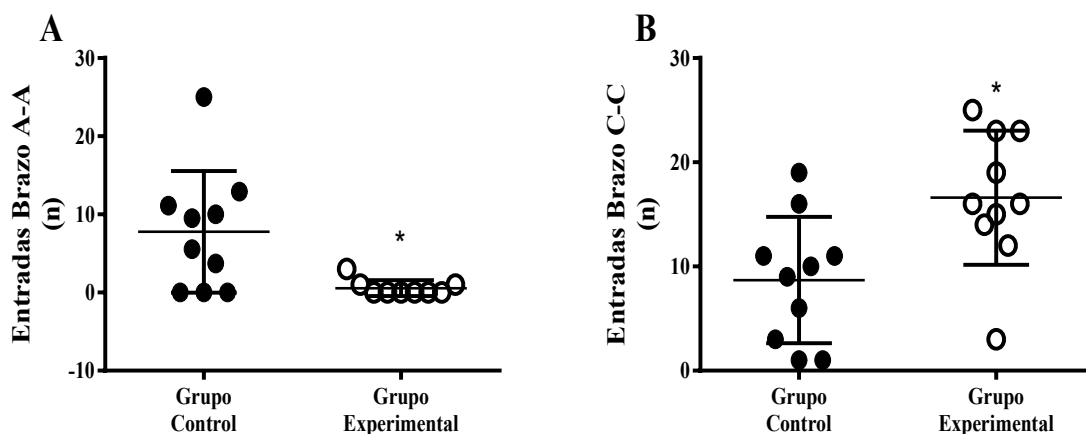 A
Entradas Brazo A-A
(n)
30
20
10
0
-10
*
Grupo
Control
Grupo
Experimental
B
Entradas Brazo C-C
(n)
30
20
10
0
*
Grupo
Control
Grupo
Experimental